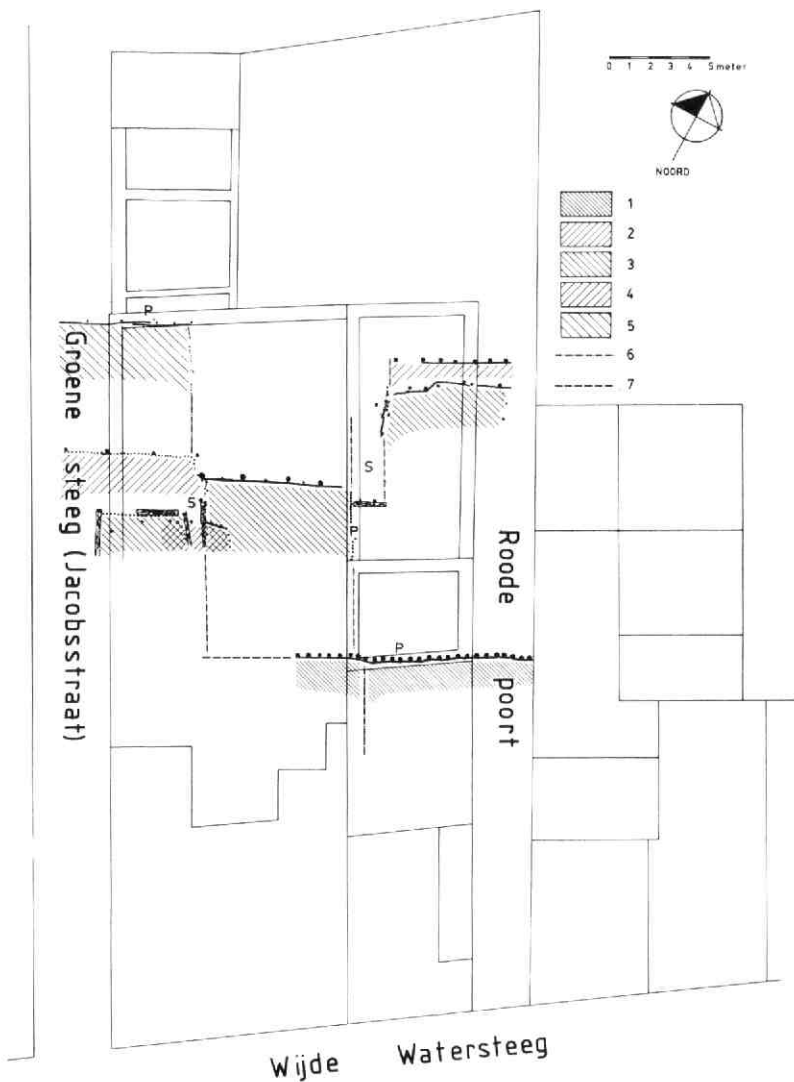 0 1 2 3 4 5 meter
NOORD
1
2
3
4
5
6
7
P
Groene steeg (Jacobsstraat)
S
S
P
P
Roode poort
Wijde Watersteeg